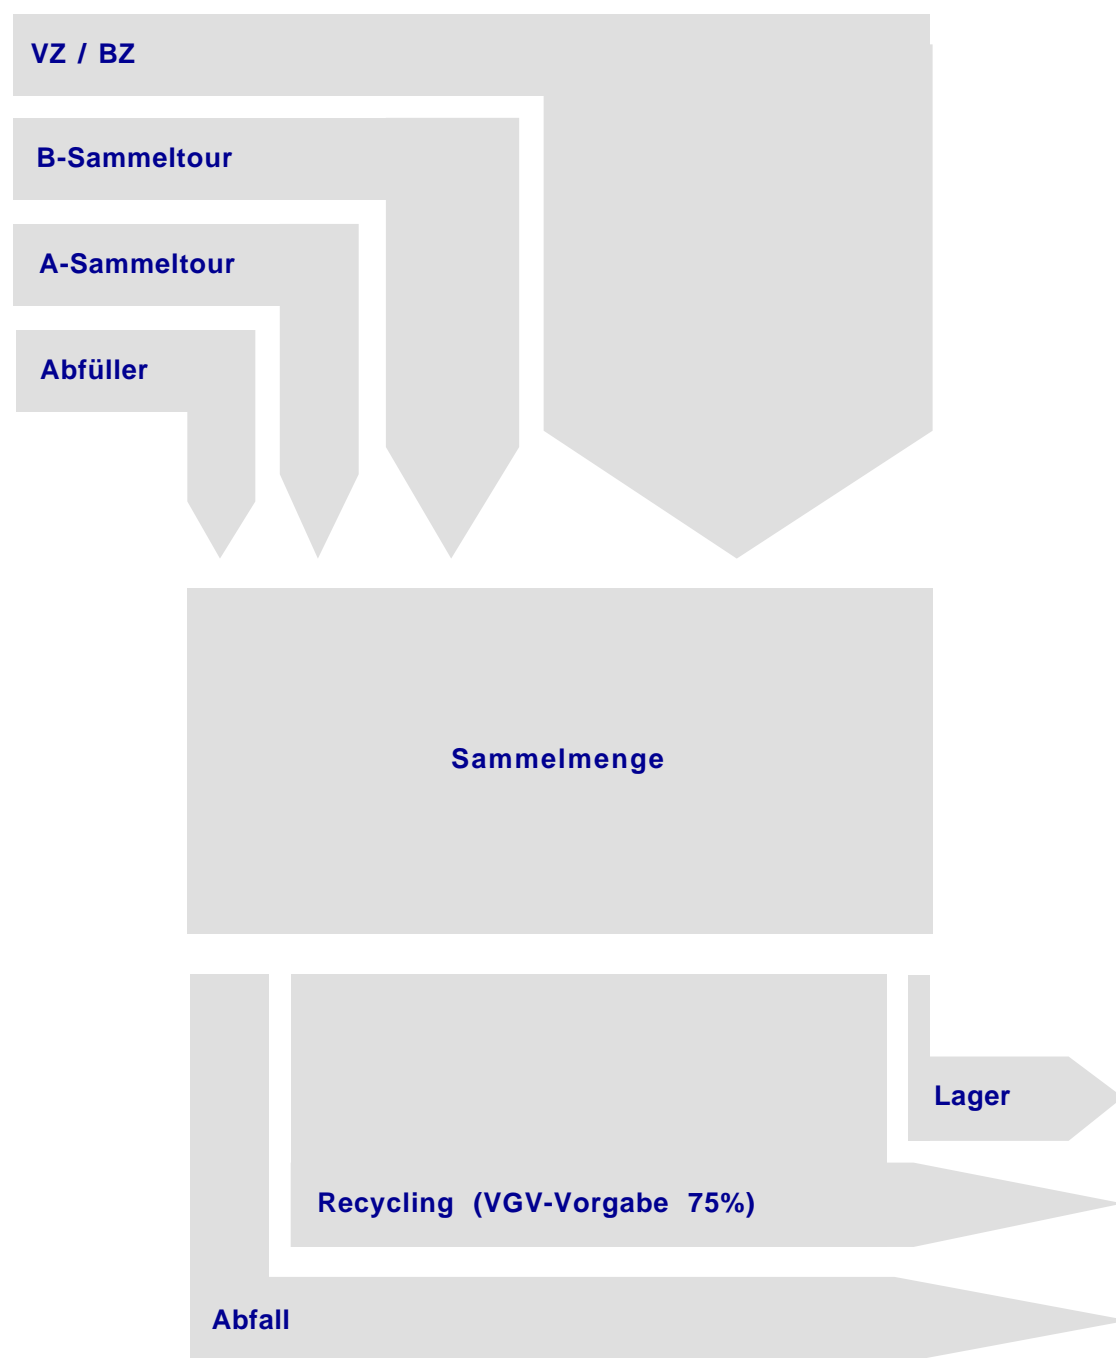 VZ / BZ
B-Sammeltour
A-Sammeltour
Abfüller
Sammelmenge
Lager
Recycling (VGV-Vorgabe 75%)
Abfall